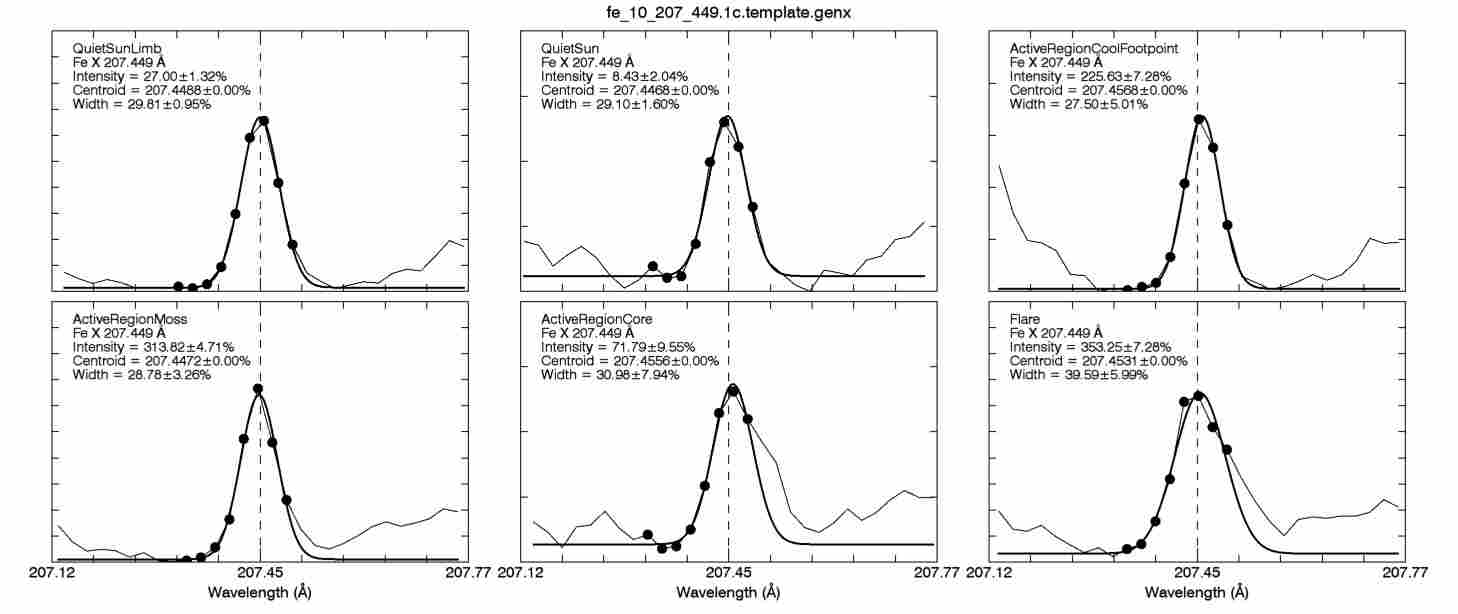 fe_10_207_449.1c.template.genx
QuietSunLimb
Fe X 207.449 Å
Intensity = 27.00±1.32%
Centroid = 207.4488±0.00%
Width = 29.81±0.95%
QuietSun
Fe X 207.449 Å
Intensity = 8.43±2.04%
Centroid = 207.4468±0.00%
Width = 29.10±1.60%
ActiveRegionCoolFootpoint
Fe X 207.449 Å
Intensity = 225.63±7.28%
Centroid = 207.4568±0.00%
Width = 27.50±5.01%
ActiveRegionMoss
Fe X 207.449 Å
Intensity = 313.82±4.71%
Centroid = 207.4472±0.00%
Width = 28.78±3.26%
ActiveRegionCore
Fe X 207.449 Å
Intensity = 71.79±9.55%
Centroid = 207.4556±0.00%
Width = 30.98±7.94%
Flare
Fe X 207.449 Å
Intensity = 353.25±7.28%
Centroid = 207.4531±0.00%
Width = 39.59±5.99%
207.12 207.45 207.77 207.12 207.45 207.77 207.12 207.45 207.77
Wavelength (Å) Wavelength (Å) Wavelength (Å)